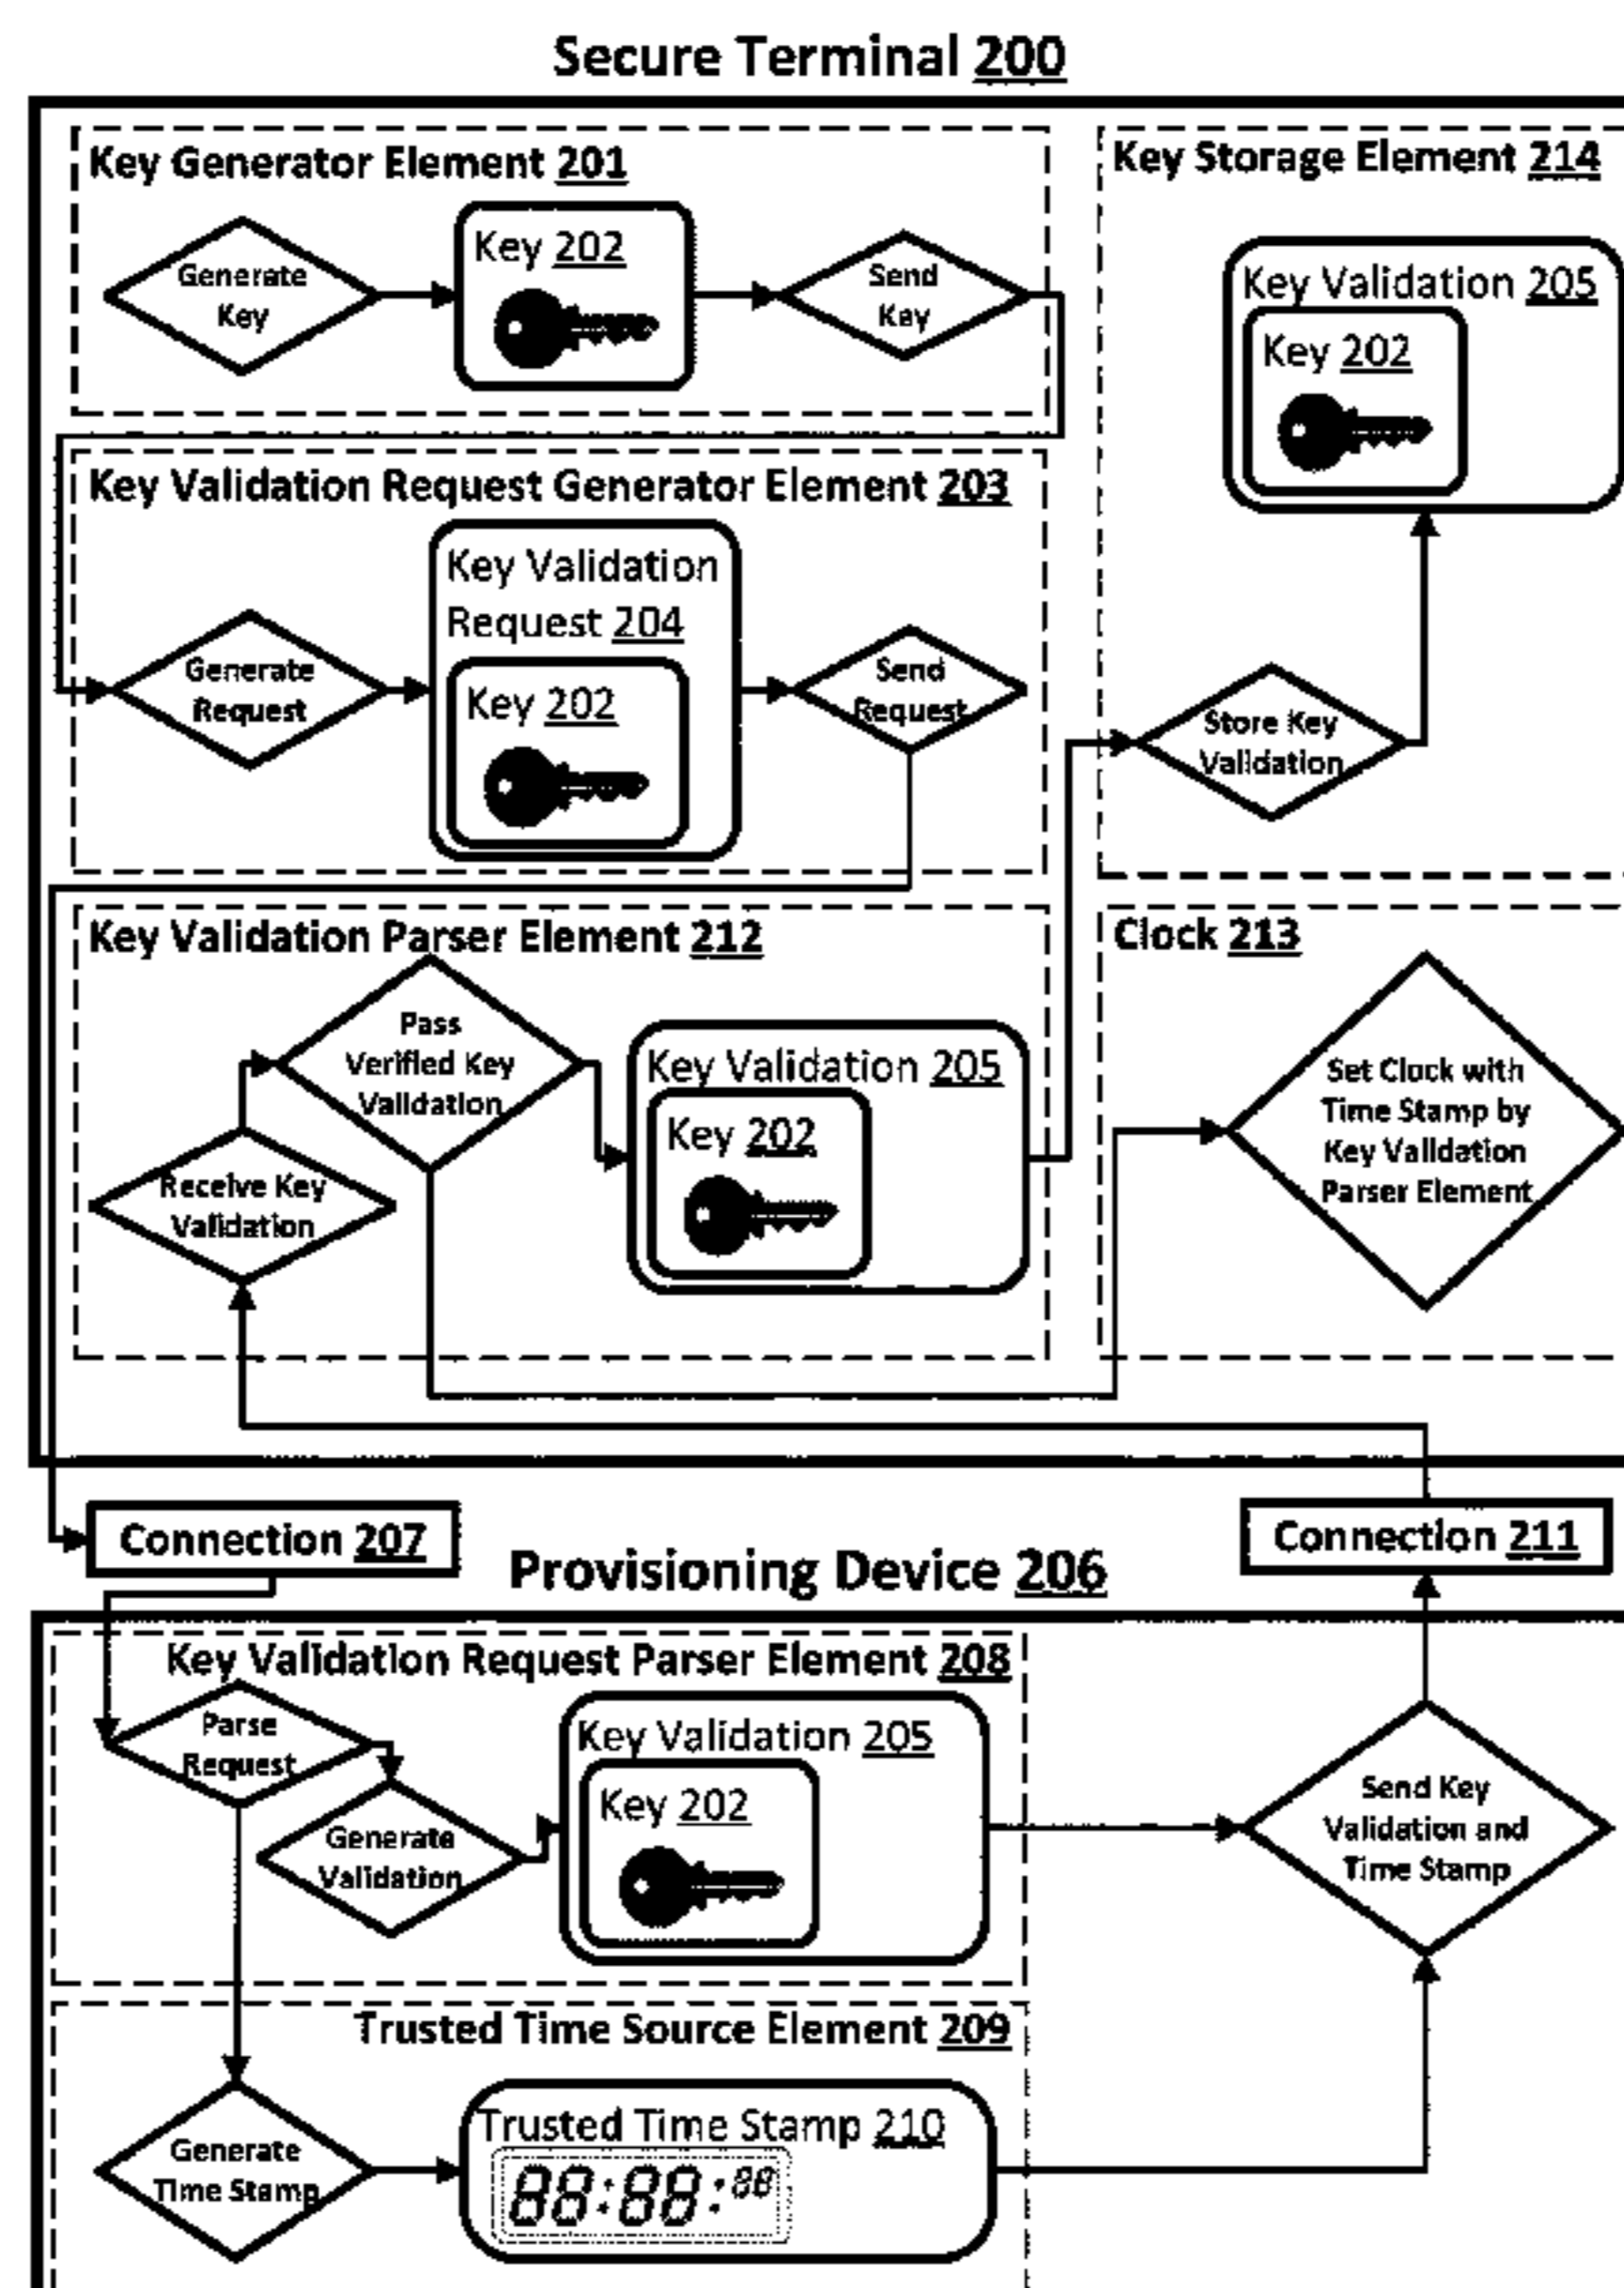 Secure Terminal 200
Key Generator Element 201
Generate
Key
Key 202
Send
Key
Key Storage Element 214
Key Validation 205
Key 202
Store Key
Validation
Key Validation Request Generator Element 203
Generate
Request
Key Validation
Request 204
Key 202
Send
Request
Key Validation Parser Element 212
Pass
Verified Key
Validation
Receive Key
Validation
Key Validation 205
Key 202
Clock 213
Set Clock with
Time Stamp by
Key Validation
Parser Element
Connection 207
Connection 211
Provisioning Device 206
Key Validation Request Parser Element 208
Parse
Request
Generate
Validation
Key Validation 205
Key 202
Send Key
Validation and
Time Stamp
Trusted Time Source Element 209
Generate
Time Stamp
Trusted Time Stamp 210
88:88:88